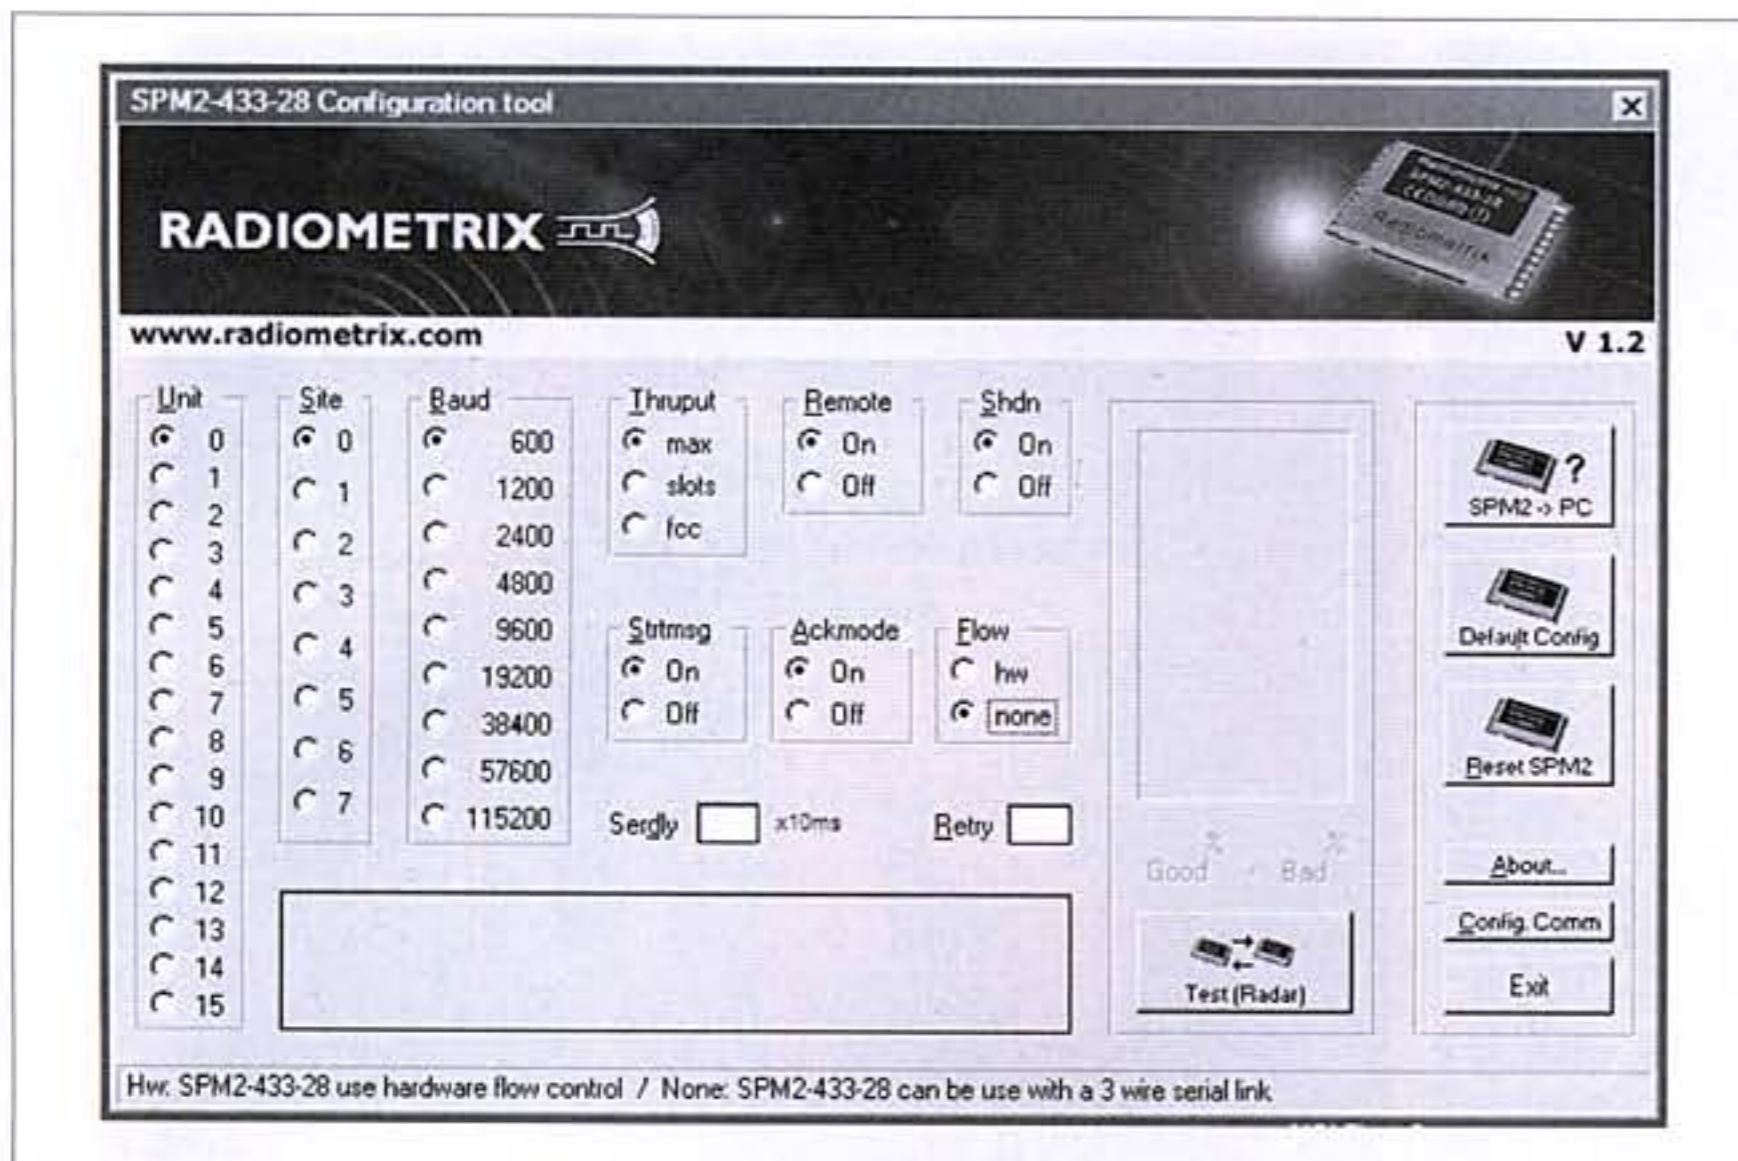 SPM2-433-28 Configuration tool
RADIOMETRIX
SPM2-433-28
Radiometrix
www.radiometrix.com
V 1.2
Unit
0
1
2
3
4
5
6
7
8
9
10
11
12
13
14
15
Site
0
1
2
3
4
5
6
7
Baud
600
1200
2400
4800
9600
19200
38400
57600
115200
Thruput
max
slots
fcc
Remote
On
Off
Shdn
On
Off
Strtmsg
On
Off
Ackmode
On
Off
Flow
hw
none
Serdly
x10ms
Retry
Good
Bad
Test (Radar)
?
SPM2 -> PC
Default Config
Reset SPM2
About...
Config. Comm
Exit
Hw: SPM2-433-28 use hardware flow control / None: SPM2-433-28 can be use with a 3 wire serial link